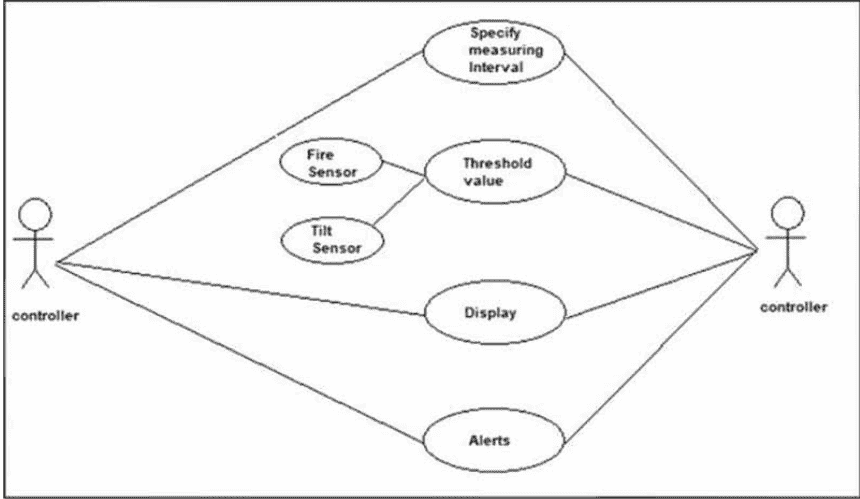 Specify
measuring
Interval
Fire
Sensor
Threshold
value
Tilt
Sensor
controller
Display
controller
Alerts